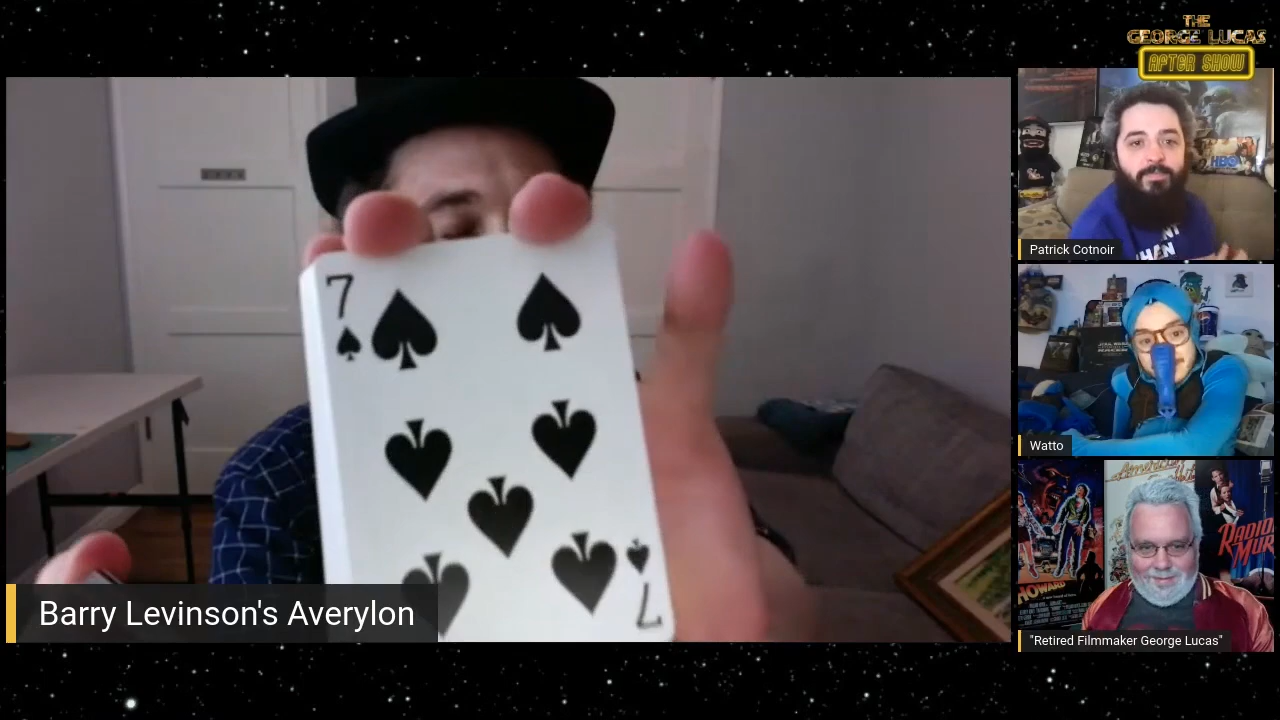 THE
GEORGE LUCAS
AFTER SHOW
HBO
Patrick Cotnoir
7
Watto
Barry Levinson's Averylon
7
HOWARD
RADIO
MUR
"Retired Filmmaker George Lucas"